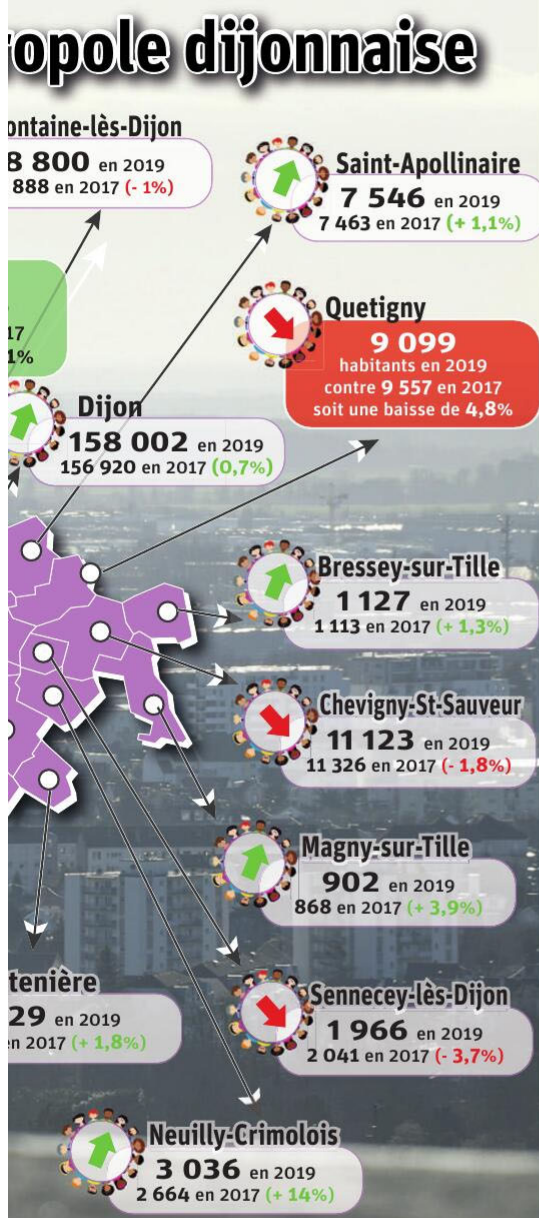 ropole dijonnaise
ontaine-lès-Dijon
8 800 en 2019
888 en 2017 (- 1%)
Saint-Apollinaire
7 546 en 2019
7 463 en 2017 (+ 1,1%)
17
1%
Quetigny
9 099
habitants en 2019
contre 9 557 en 2017
soit une baisse de 4,8%
Dijon
158 002 en 2019
156 920 en 2017 (0,7%)
Bressey-sur-Tille
1 127 en 2019
1 113 en 2017 (+ 1,3%)
Chevigny-St-Sauveur
11 123 en 2019
11 326 en 2017 (- 1,8%)
Magny-sur-Tille
902 en 2019
868 en 2017 (+ 3,9%)
tenière
29 en 2019
en 2017 (+ 1,8%)
Sennecey-lès-Dijon
1 966 en 2019
2 041 en 2017 (- 3,7%)
Neuilly-Crimolois
3 036 en 2019
2 664 en 2017 (+ 14%)